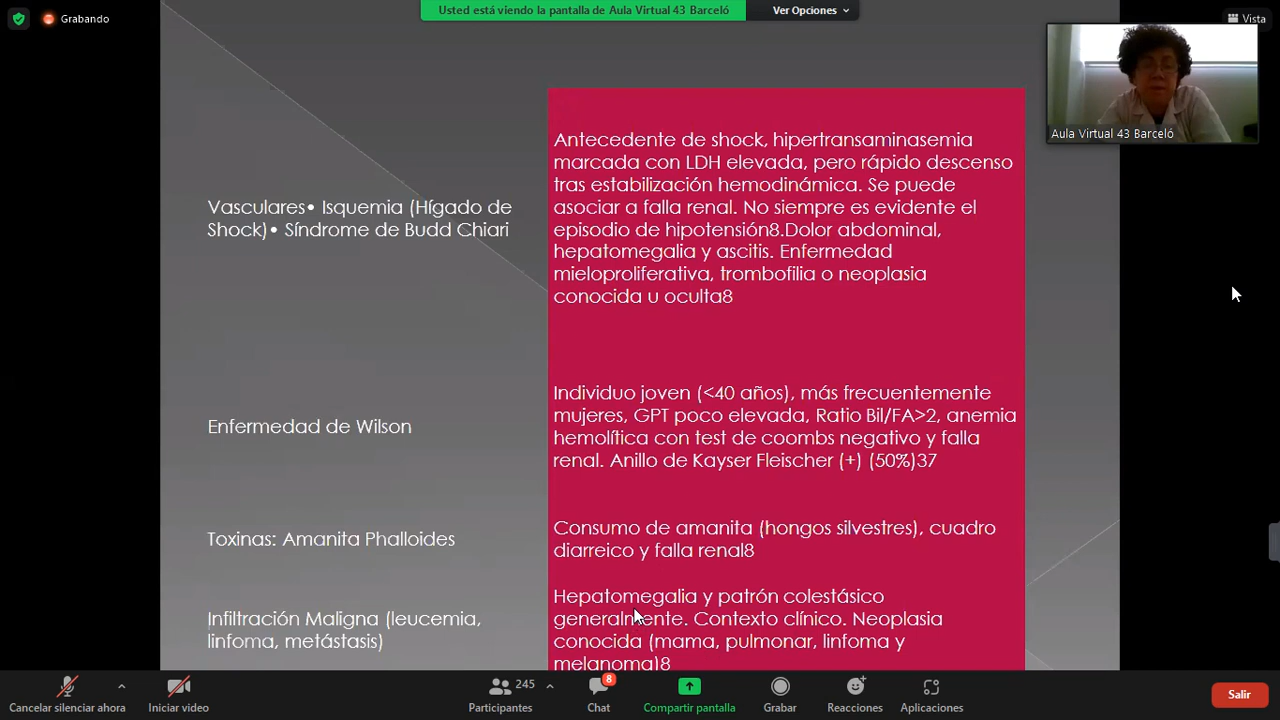 Grabando
Usted está viendo la pantalla de Aula Virtual 43 Barceló
Ver Opciones
Vista
Aula Virtual 43 Barceló
Vasculares• Isquemia (Hígado de
Shock)• Síndrome de Budd Chiari
Antecedente de shock, hipertransaminasemia
marcada con LDH elevada, pero rápido descenso
tras estabilización hemodinámica. Se puede
asociar a falla renal. No siempre es evidente el
episodio de hipotensión8.Dolor abdominal,
hepatomegalia y ascitis. Enfermedad
mieloproliferativa, trombofilia o neoplasia
conocida u oculta8
Enfermedad de Wilson
Individuo joven (<40 años), más frecuentemente
mujeres, GPT poco elevada, Ratio Bil/FA>2, anemia
hemolítica con test de coombs negativo y falla
renal. Anillo de Kayser Fleischer (+) (50%)37
Toxinas: Amanita Phalloides
Consumo de amanita (hongos silvestres), cuadro
diarreico y falla renal8
Infiltración Maligna (leucemia,
linfoma, metástasis)
Hepatomegalia y patrón colestásico
generalmente. Contexto clínico. Neoplasia
conocida (mama, pulmonar, linfoma y
melanoma)8
Cancelar silenciar ahora
Iniciar video
245
Participantes
8
Chat
Compartir pantalla
Grabar
Reacciones
Aplicaciones
Salir